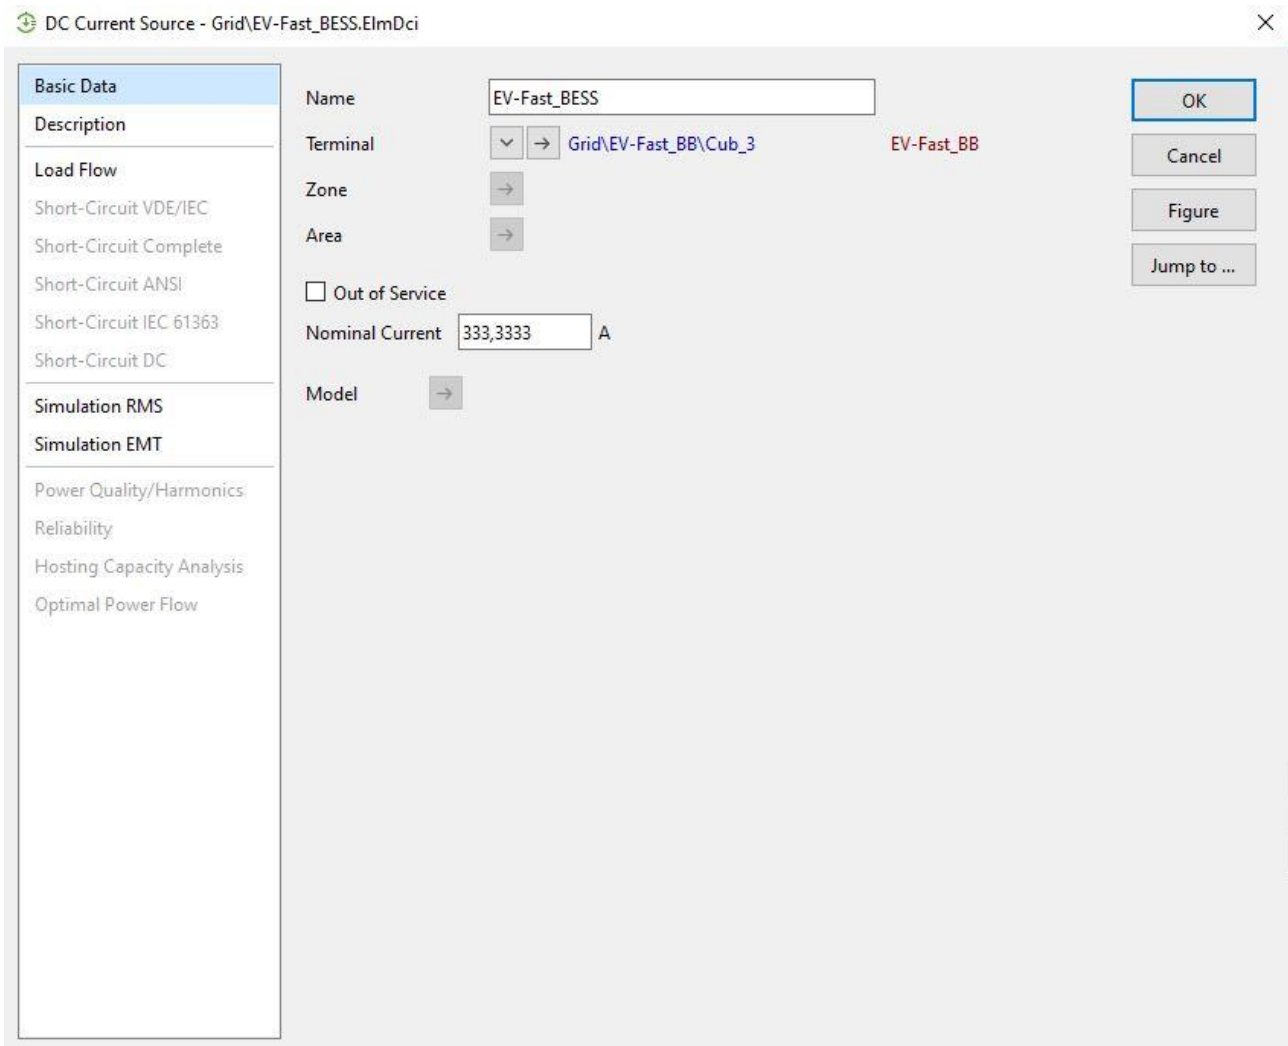 DC Current Source - Grid\EV-Fast_BESS.ElmDci
Basic Data
Description
Load Flow
Short-Circuit VDE/IEC
Short-Circuit Complete
Short-Circuit ANSI
Short-Circuit IEC 61363
Short-Circuit DC
Simulation RMS
Simulation EMT
Power Quality/Harmonics
Reliability
Hosting Capacity Analysis
Optimal Power Flow
Name EV-Fast_BESS
Terminal Grid\EV-Fast_BB\Cub_3 EV-Fast_BB
Zone
Area
Out of Service
Nominal Current 333,3333 A
Model
OK
Cancel
Figure
Jump to ...